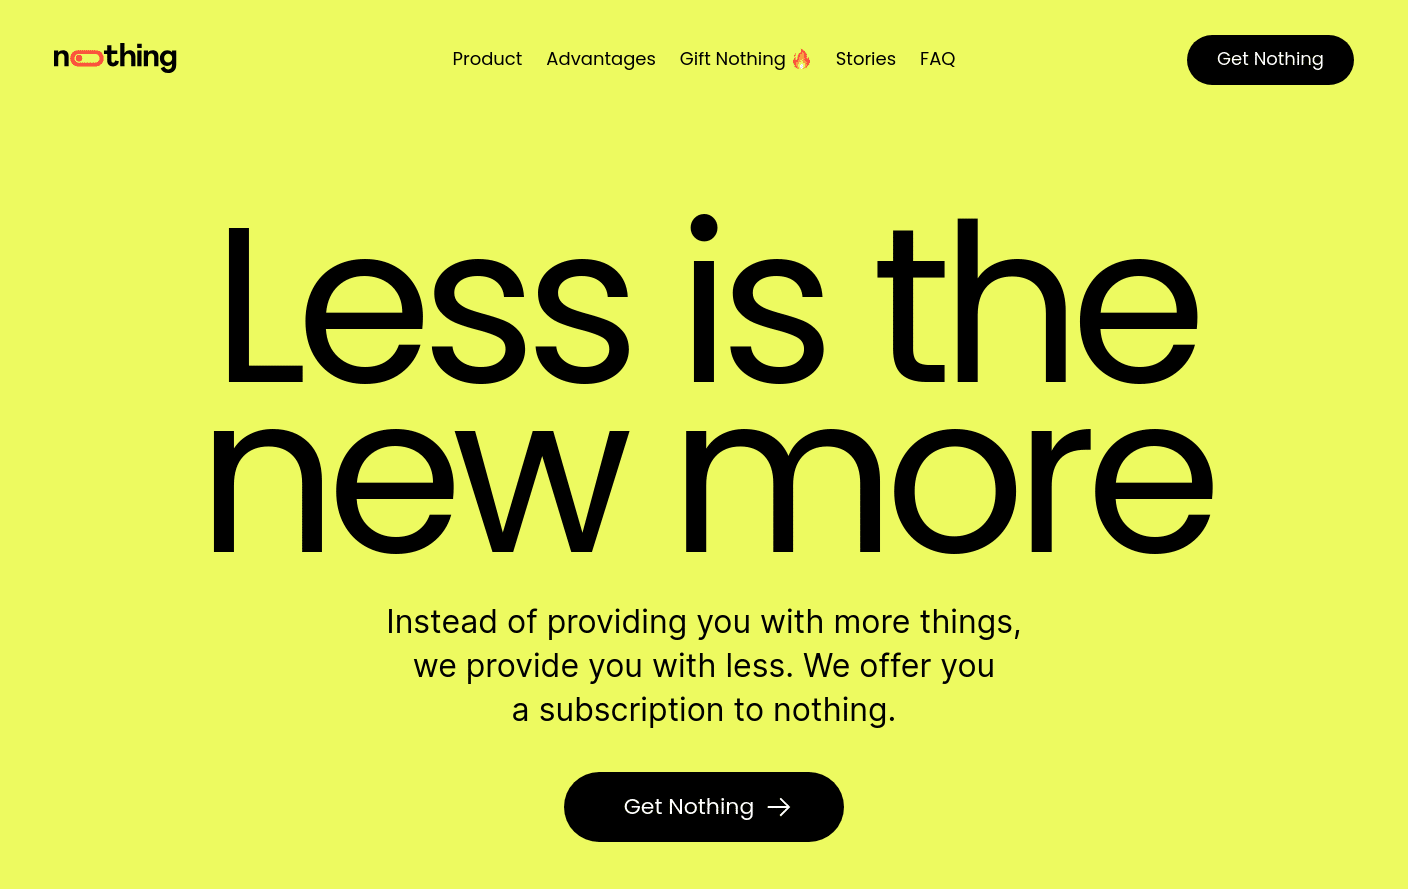 nothing
Product
Advantages
Gift Nothing 🔥
Stories
FAQ
Get Nothing
Less is the
new more
Instead of providing you with more things,
we provide you with less. We offer you
a subscription to nothing.
Get Nothing →